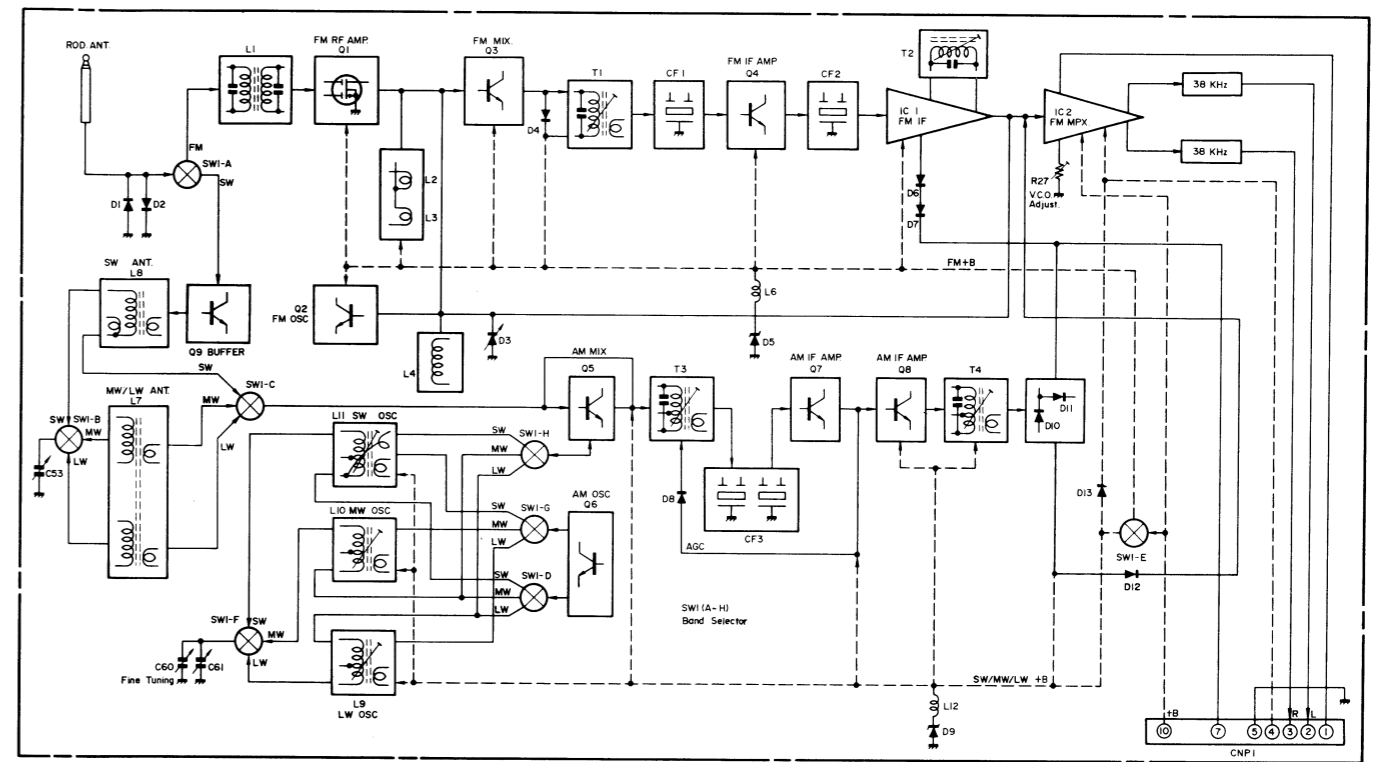 ROD. ANT.
L1
FM RF AMP.
Q1
FM MIX.
Q3
T1
CF1
FM IF AMP
Q4
CF2
T2
IC 1
FM IF
IC 2
FM MPX
38 KHz
38 KHz
FM
SW1-A
SW
D1
D2
D4
L2
L3
D6
D7
R27
V.C.O.
Adjust.
FM+B
SW ANT.
L8
Q9 BUFFER
Q2
FM OSC
L4
D3
L6
D5
SW
SW1-C
MW/LW ANT.
L7
MW
LW
SW
SW1-B
MW
LW
C53
AM MIX
Q5
T3
AM IF AMP.
Q7
AM IF AMP.
Q8
T4
D11
D10
L11 SW OSC
SW
SW1-H
MW
LW
D8
CF3
AGC
D13
SW1-E
D12
L10 MW OSC
SW
SW1-G
MW
LW
AM OSC
Q6
SW
SW1-D
MW
LW
SW1 (A~H)
Band Selector
SW1-F
SW
MW
LW
C60
C61
Fine Tuning
L9
LW OSC
SW/MW/LW +B
L12
D9
+B
R
L
10
7
5
4
3
2
1
CNP1